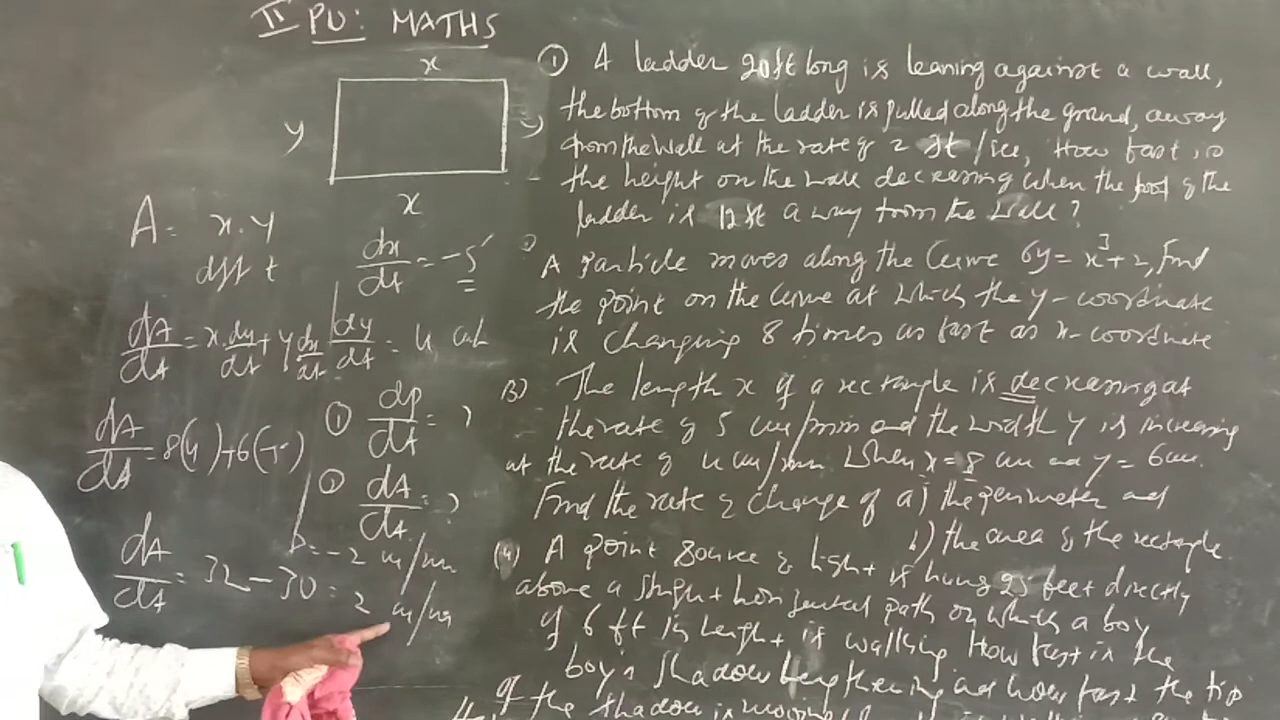 II PU: MATHS
x
y
y
x
A = x.y
diff t
dx/dt = -5
dA/dt = x.dy/dt + y dx/dt
dy/dt = 4
dA/dt = 8(4) + 6(-5)
① dp/dt = ?
② dA/dt = ?
p = -2
dA/dt = 32 - 30 = 2
① A ladder 20ft long is leaning against a wall,
the bottom of the ladder is pulled along the ground, away
from the wall at the rate of 2 ft/sec, How fast is
the height on the wall decreasing when the foot of the
ladder is 12 ft away from the wall?
A particle moves along the curve 6y = x³ + 2, find
the point on the curve at which the y-coordinate
is changing 8 times as fast as x-coordinate
3) The length x of a rectangle is decreasing at
the rate of 5 cm/min and the width y is increasing
at the rate of 4 cm/min when x = 8 cm and y = 6cm.
Find the rate of change of a) the perimeter and
b) the area of the rectangle.
(4) A point source of light is hung 25 feet directly
above a straight horizontal path on which a boy
of 6 ft in height is walking How fast is the
boy's shadow lengthening and how fast the tip
of the shadow is moving